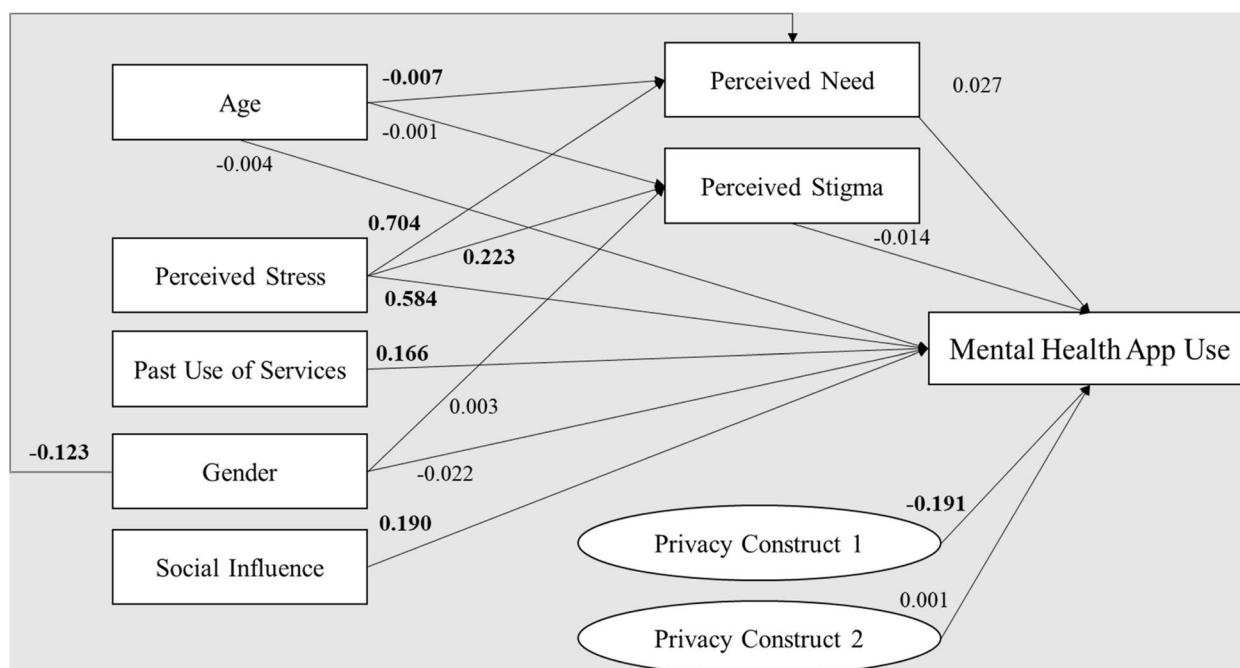 Perceived Need
-0.007
0.027
Age
-0.001
-0.004
Perceived Stigma
0.704
-0.014
0.223
Perceived Stress
0.584
Mental Health App Use
0.166
Past Use of Services
0.003
-0.123
Gender
-0.022
0.190
-0.191
Social Influence
Privacy Construct 1
0.001
Privacy Construct 2